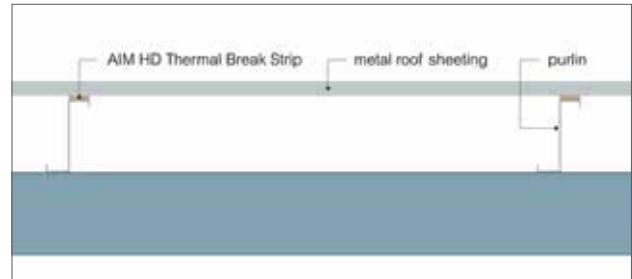 AIM HD Thermal Break Strip
metal roof sheeting
purlin